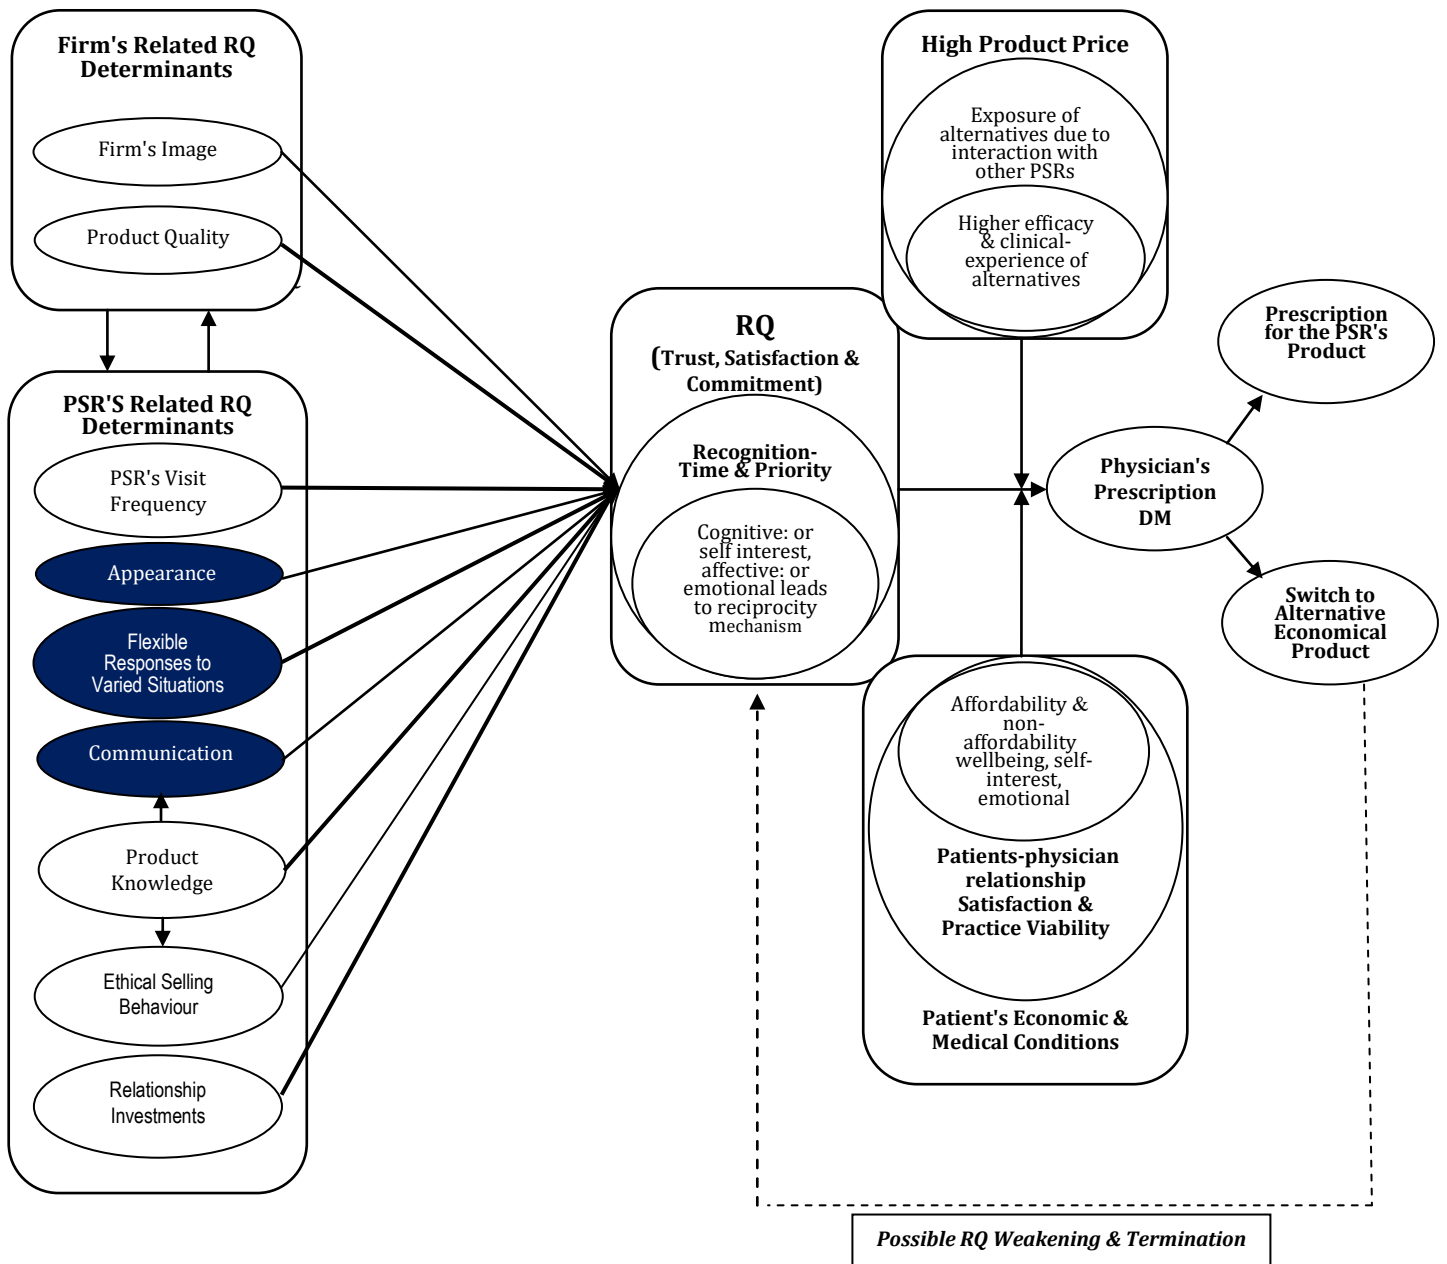 Firm's Related RQ
Determinants
Firm's Image
Product Quality
PSR'S Related RQ
Determinants
PSR's Visit
Frequency
Appearance
Flexible
Responses to
Varied Situations
Communication
Product
Knowledge
Ethical Selling
Behaviour
Relationship
Investments
RQ
(Trust, Satisfaction &
Commitment)
Recognition-
Time & Priority
Cognitive: or
self interest,
affective: or
emotional leads
to reciprocity
mechanism
High Product Price
Exposure of
alternatives due to
interaction with
other PSRs
Higher efficacy
& clinical-
experience of
alternatives
Affordability &
non-
affordability
wellbeing, self-
interest,
emotional
Patients-physician
relationship
Satisfaction &
Practice Viability
Patient's Economic &
Medical Conditions
Physician's
Prescription
DM
Prescription
for the PSR's
Product
Switch to
Alternative
Economical
Product
Possible RQ Weakening & Termination